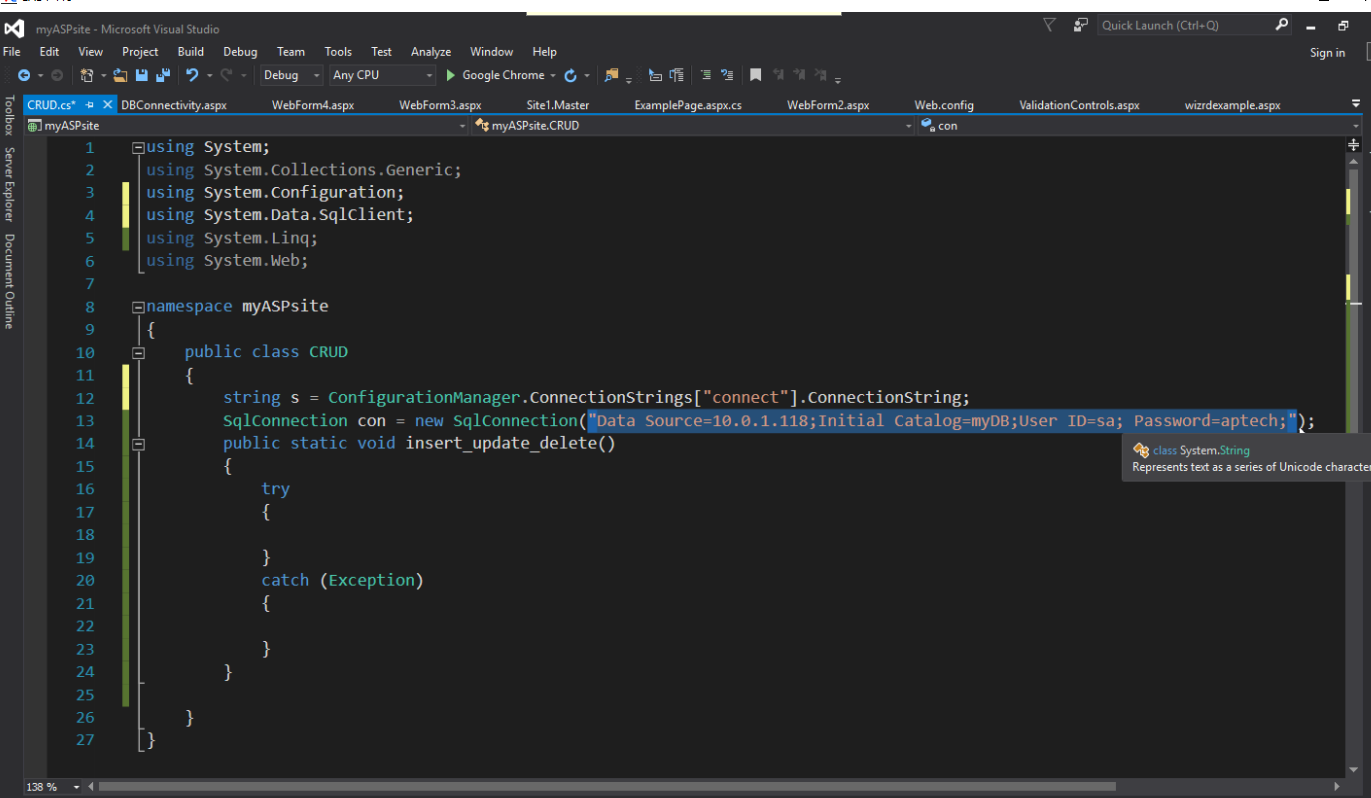 myASPsite - Microsoft Visual Studio
Quick Launch (Ctrl+Q)
File Edit View Project Build Debug Team Tools Test Analyze Window Help
Sign in
Debug Any CPU Google Chrome
CRUD.cs* DBConnectivity.aspx WebForm4.aspx WebForm3.aspx Site1.Master ExamplePage.aspx.cs WebForm2.aspx Web.config ValidationControls.aspx wizrdexample.aspx
myASPsite myASPsite.CRUD con
Toolbox
Server Explorer
Document Outline
1 using System;
2 using System.Collections.Generic;
3 using System.Configuration;
4 using System.Data.SqlClient;
5 using System.Linq;
6 using System.Web;
7
8 namespace myASPsite
9 {
10 public class CRUD
11 {
12 string s = ConfigurationManager.ConnectionStrings["connect"].ConnectionString;
13 SqlConnection con = new SqlConnection("Data Source=10.0.1.118;Initial Catalog=myDB;User ID=sa; Password=aptech;");
14 public static void insert_update_delete()
15 {
16 try
17 {
18
19 }
20 catch (Exception)
21 {
22
23 }
24 }
25
26 }
27 }
class System.String
Represents text as a series of Unicode character
138 %